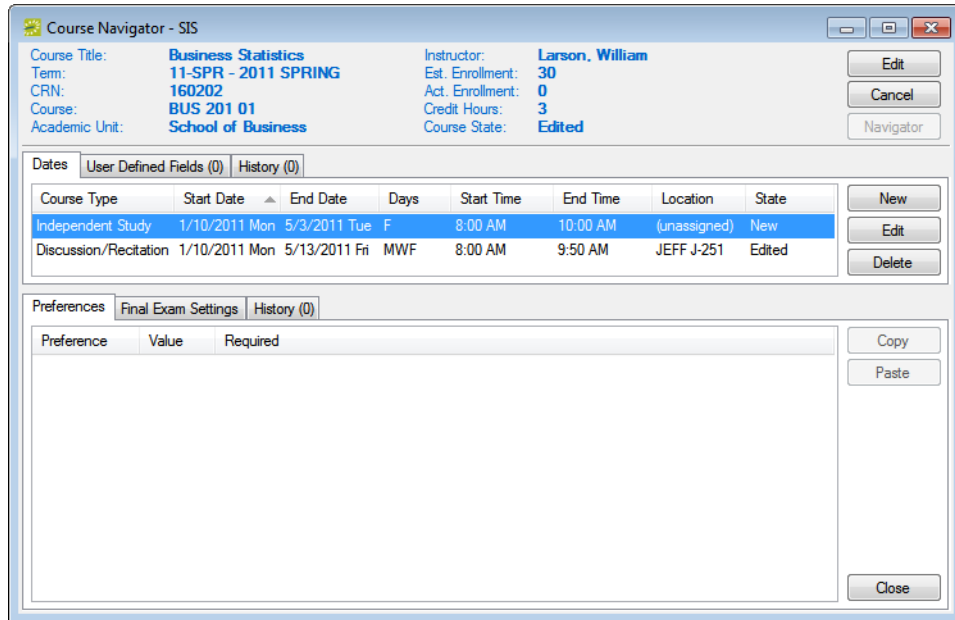 Course Navigator - SIS
Course Title: Business Statistics Instructor: Larson, William Edit
Term: 11-SPR - 2011 SPRING Est. Enrollment: 30
CRN: 160202 Act. Enrollment: 0 Cancel
Course: BUS 201 01 Credit Hours: 3
Academic Unit: School of Business Course State: Edited Navigator
Dates User Defined Fields (0) History (0)
Course Type Start Date End Date Days Start Time End Time Location State New
Independent Study 1/10/2011 Mon 5/3/2011 Tue F 8:00 AM 10:00 AM (unassigned) New Edit
Discussion/Recitation 1/10/2011 Mon 5/13/2011 Fri MWF 8:00 AM 9:50 AM JEFF J-251 Edited
Delete
Preferences Final Exam Settings History (0)
Preference Value Required Copy
Paste
Close